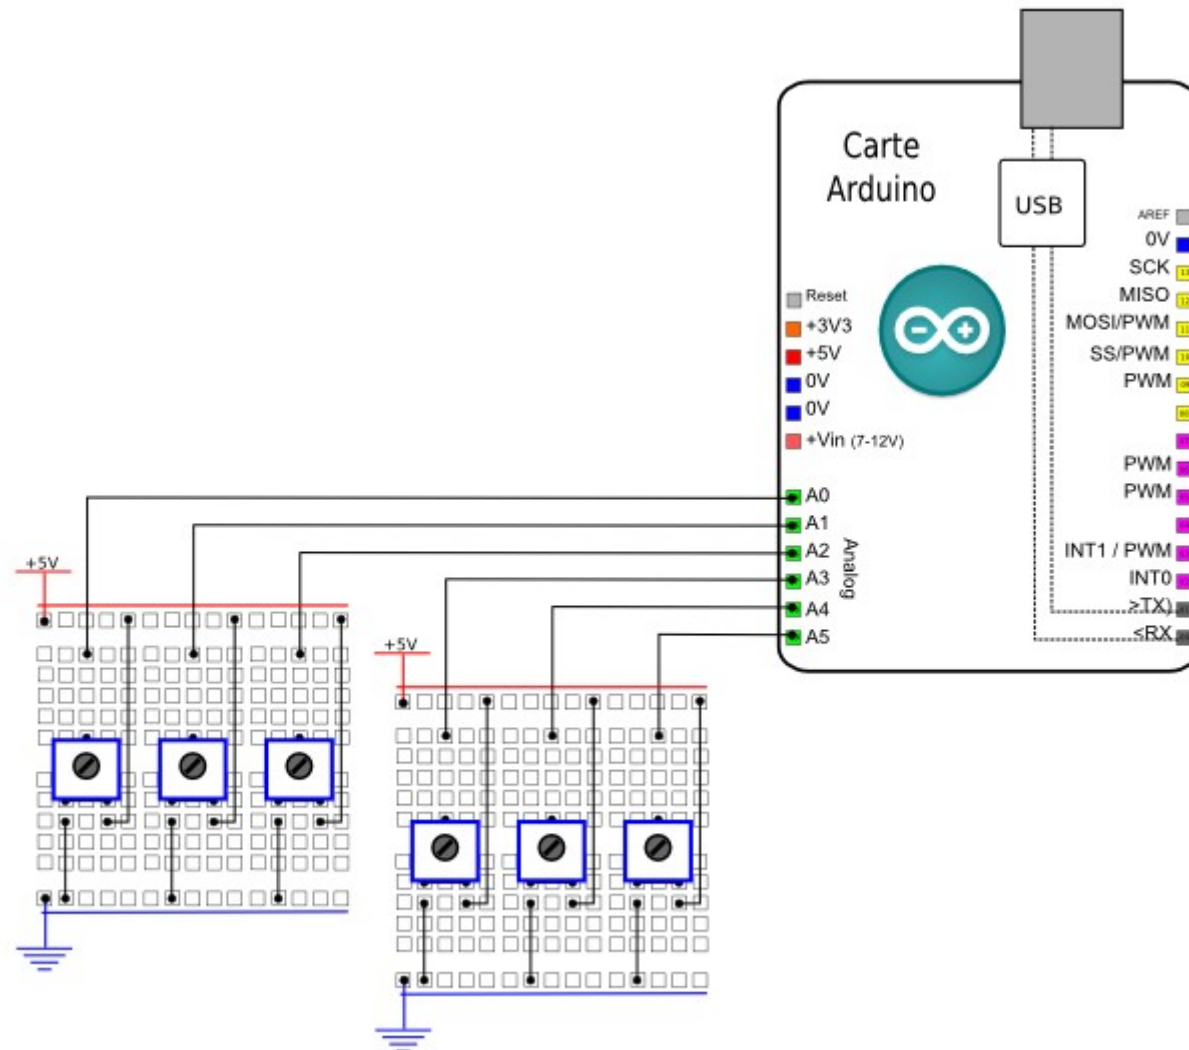 Carte
Arduino
USB
AREF
0V
SCK
MISO
MOSI/PWM
SS/PWM
PWM
PWM
PWM
INT1 / PWM
INT0
>TX)
<RX
Reset
+3V3
+5V
0V
0V
+Vin (7-12V)
A0
A1
A2
A3
A4
A5
Analog
+5V
+5V